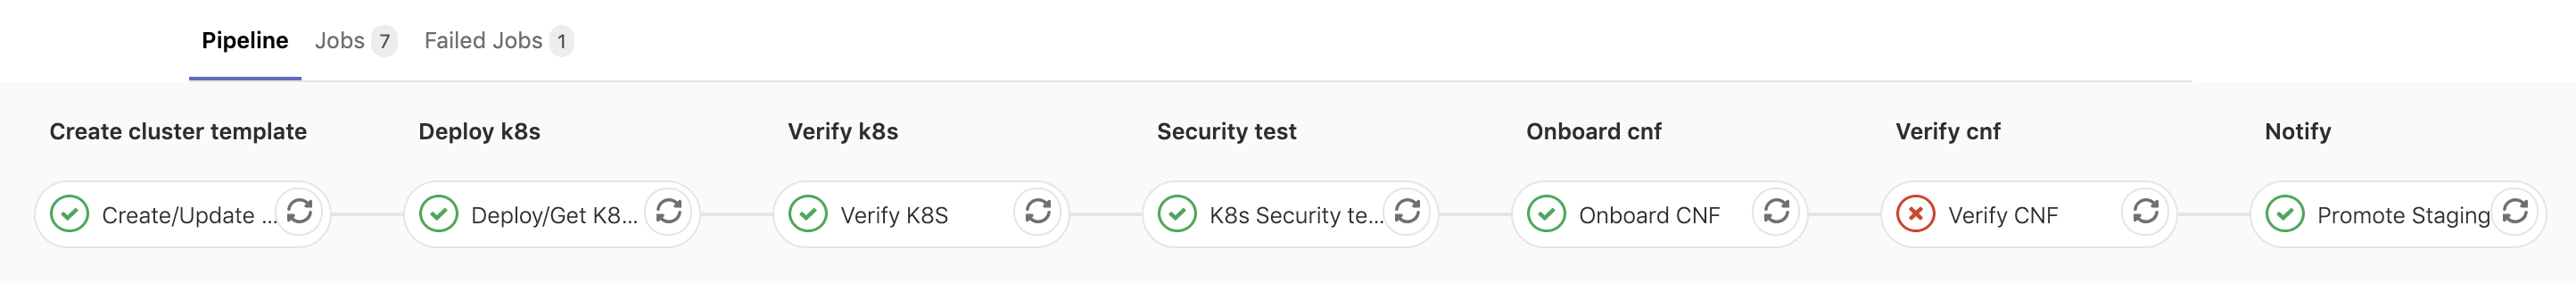 Pipeline Jobs 7 Failed Jobs 1
Create cluster template Deploy k8s Verify k8s Security test Onboard cnf Verify cnf Notify
Create/Update ... Deploy/Get K8... Verify K8S K8s Security te... Onboard CNF Verify CNF Promote Staging